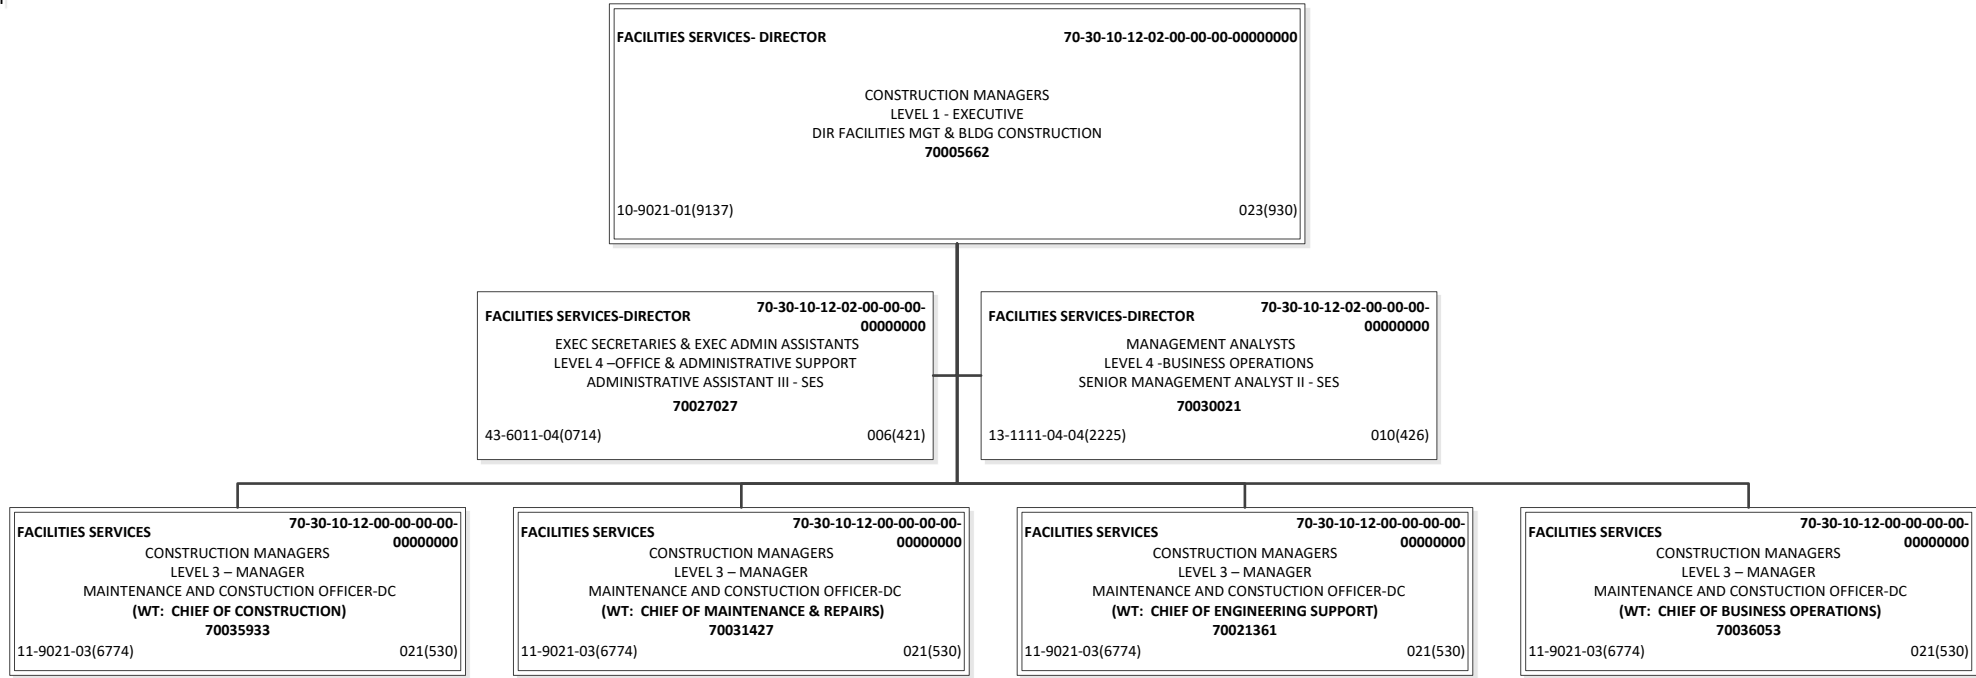 FACILITIES SERVICES- DIRECTOR 70-30-10-12-02-00-00-00-00000000
CONSTRUCTION MANAGERS
LEVEL 1 - EXECUTIVE
DIR FACILITIES MGT & BLDG CONSTRUCTION
70005662
10-9021-01(9137) 023(930)
FACILITIES SERVICES-DIRECTOR 70-30-10-12-02-00-00-00-
00000000
EXEC SECRETARIES & EXEC ADMIN ASSISTANTS
LEVEL 4 –OFFICE & ADMINISTRATIVE SUPPORT
ADMINISTRATIVE ASSISTANT III - SES
70027027
43-6011-04(0714) 006(421)
FACILITIES SERVICES-DIRECTOR 70-30-10-12-02-00-00-00-
00000000
MANAGEMENT ANALYSTS
LEVEL 4 -BUSINESS OPERATIONS
SENIOR MANAGEMENT ANALYST II - SES
70030021
13-1111-04-04(2225) 010(426)
FACILITIES SERVICES 70-30-10-12-00-00-00-00-
00000000
CONSTRUCTION MANAGERS
LEVEL 3 – MANAGER
MAINTENANCE AND CONSTUCTION OFFICER-DC
(WT: CHIEF OF CONSTRUCTION)
70035933
11-9021-03(6774) 021(530)
FACILITIES SERVICES 70-30-10-12-00-00-00-00-
00000000
CONSTRUCTION MANAGERS
LEVEL 3 – MANAGER
MAINTENANCE AND CONSTUCTION OFFICER-DC
(WT: CHIEF OF MAINTENANCE & REPAIRS)
70031427
11-9021-03(6774) 021(530)
FACILITIES SERVICES 70-30-10-12-00-00-00-00-
00000000
CONSTRUCTION MANAGERS
LEVEL 3 – MANAGER
MAINTENANCE AND CONSTUCTION OFFICER-DC
(WT: CHIEF OF ENGINEERING SUPPORT)
70021361
11-9021-03(6774) 021(530)
FACILITIES SERVICES 70-30-10-12-00-00-00-00-
00000000
CONSTRUCTION MANAGERS
LEVEL 3 – MANAGER
MAINTENANCE AND CONSTUCTION OFFICER-DC
(WT: CHIEF OF BUSINESS OPERATIONS)
70036053
11-9021-03(6774) 021(530)